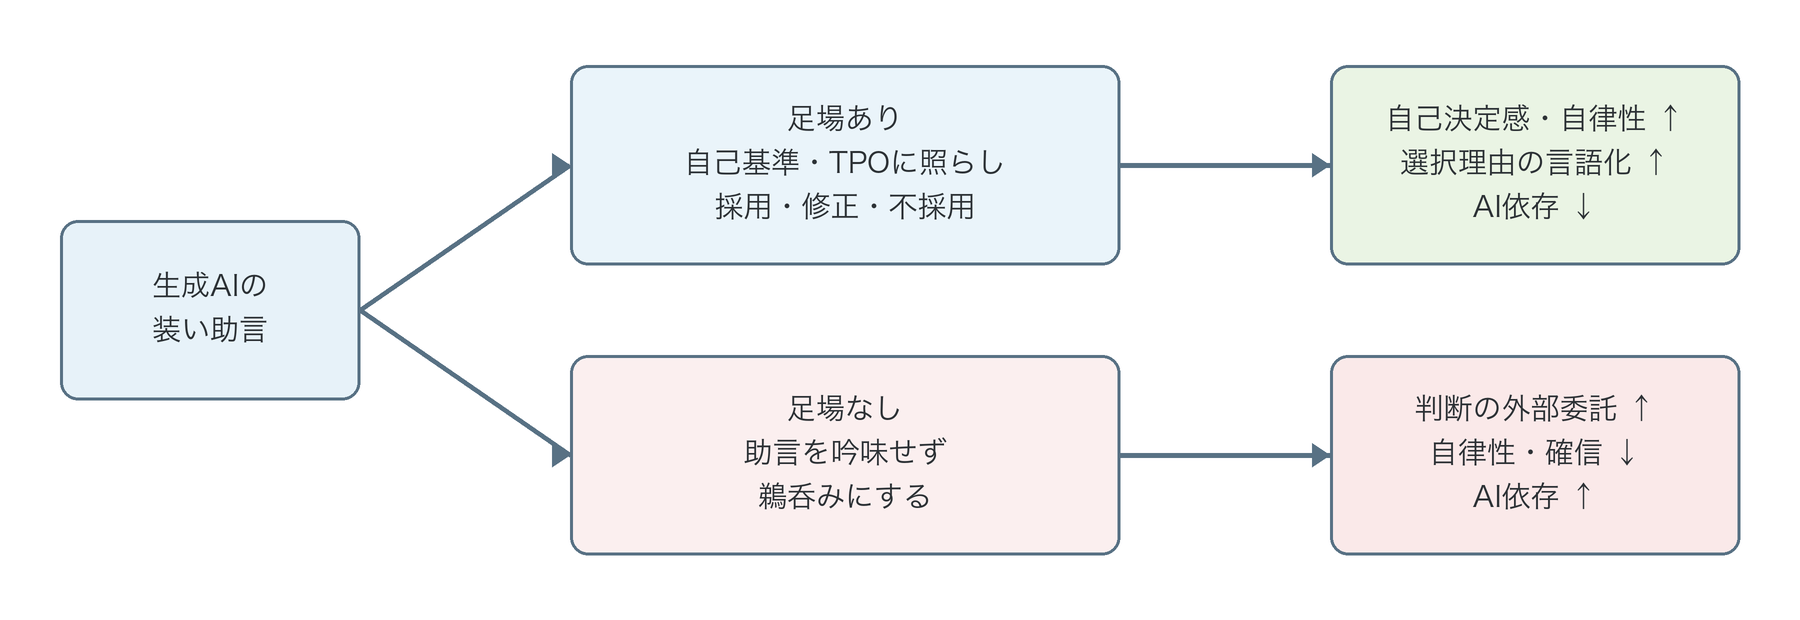 生成AIの
装い助言
足場あり
自己基準・TPOに照らし
採用・修正・不採用
自己決定感・自律性 ↑
選択理由の言語化 ↑
AI依存 ↓
足場なし
助言を吟味せず
鵜呑みにする
判断の外部委託 ↑
自律性・確信 ↓
AI依存 ↑